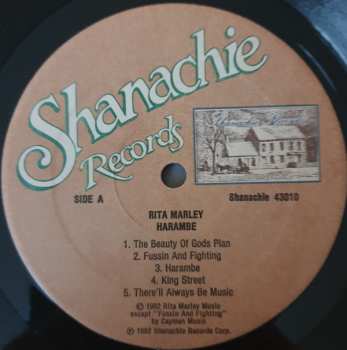 Shanachie
Records
SIDE A
Shanachie 43010
RITA MARLEY
HARAMBE
1. The Beauty Of Gods Plan
2. Fussin And Fighting
3. Harambe
4. King Street
5. There'll Always Be Music
© 1982 Rita Marley Music
except "Fussin And Fighting"
by Cayman Music
℗ 1982 Shanachie Records Corp.